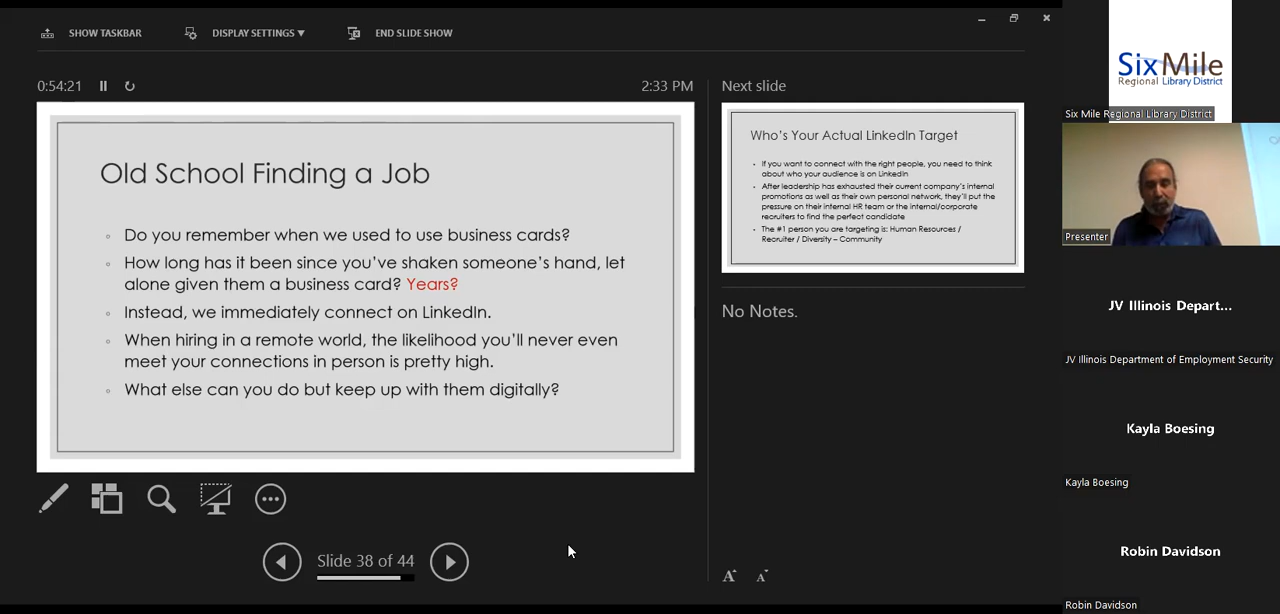 SHOW TASKBAR
DISPLAY SETTINGS ▼
END SLIDE SHOW
0:54:21
2:33 PM
Old School Finding a Job
Do you remember when we used to use business cards?
How long has it been since you've shaken someone's hand, let
alone given them a business card? Years?
Instead, we immediately connect on LinkedIn.
When hiring in a remote world, the likelihood you'll never even
meet your connections in person is pretty high.
What else can you do but keep up with them digitally?
Slide 38 of 44
Next slide
Who's Your Actual LinkedIn Target
If you want to connect with the right people, you need to think
about who your audience is on LinkedIn
After leadership has exhausted their current company's internal
promotions as well as their own personal network, they'll put the
pressure on their internal HR team or the internal/corporate
recruiters to find the perfect candidate
The #1 person you are targeting is: Human Resources /
Recruiter / Diversity – Community
No Notes.
A A
SixMile
Regional Library District
Six Mile Regional Library District
Presenter
JV Illinois Depart...
JV Illinois Department of Employment Security
Kayla Boesing
Kayla Boesing
Robin Davidson
Robin Davidson